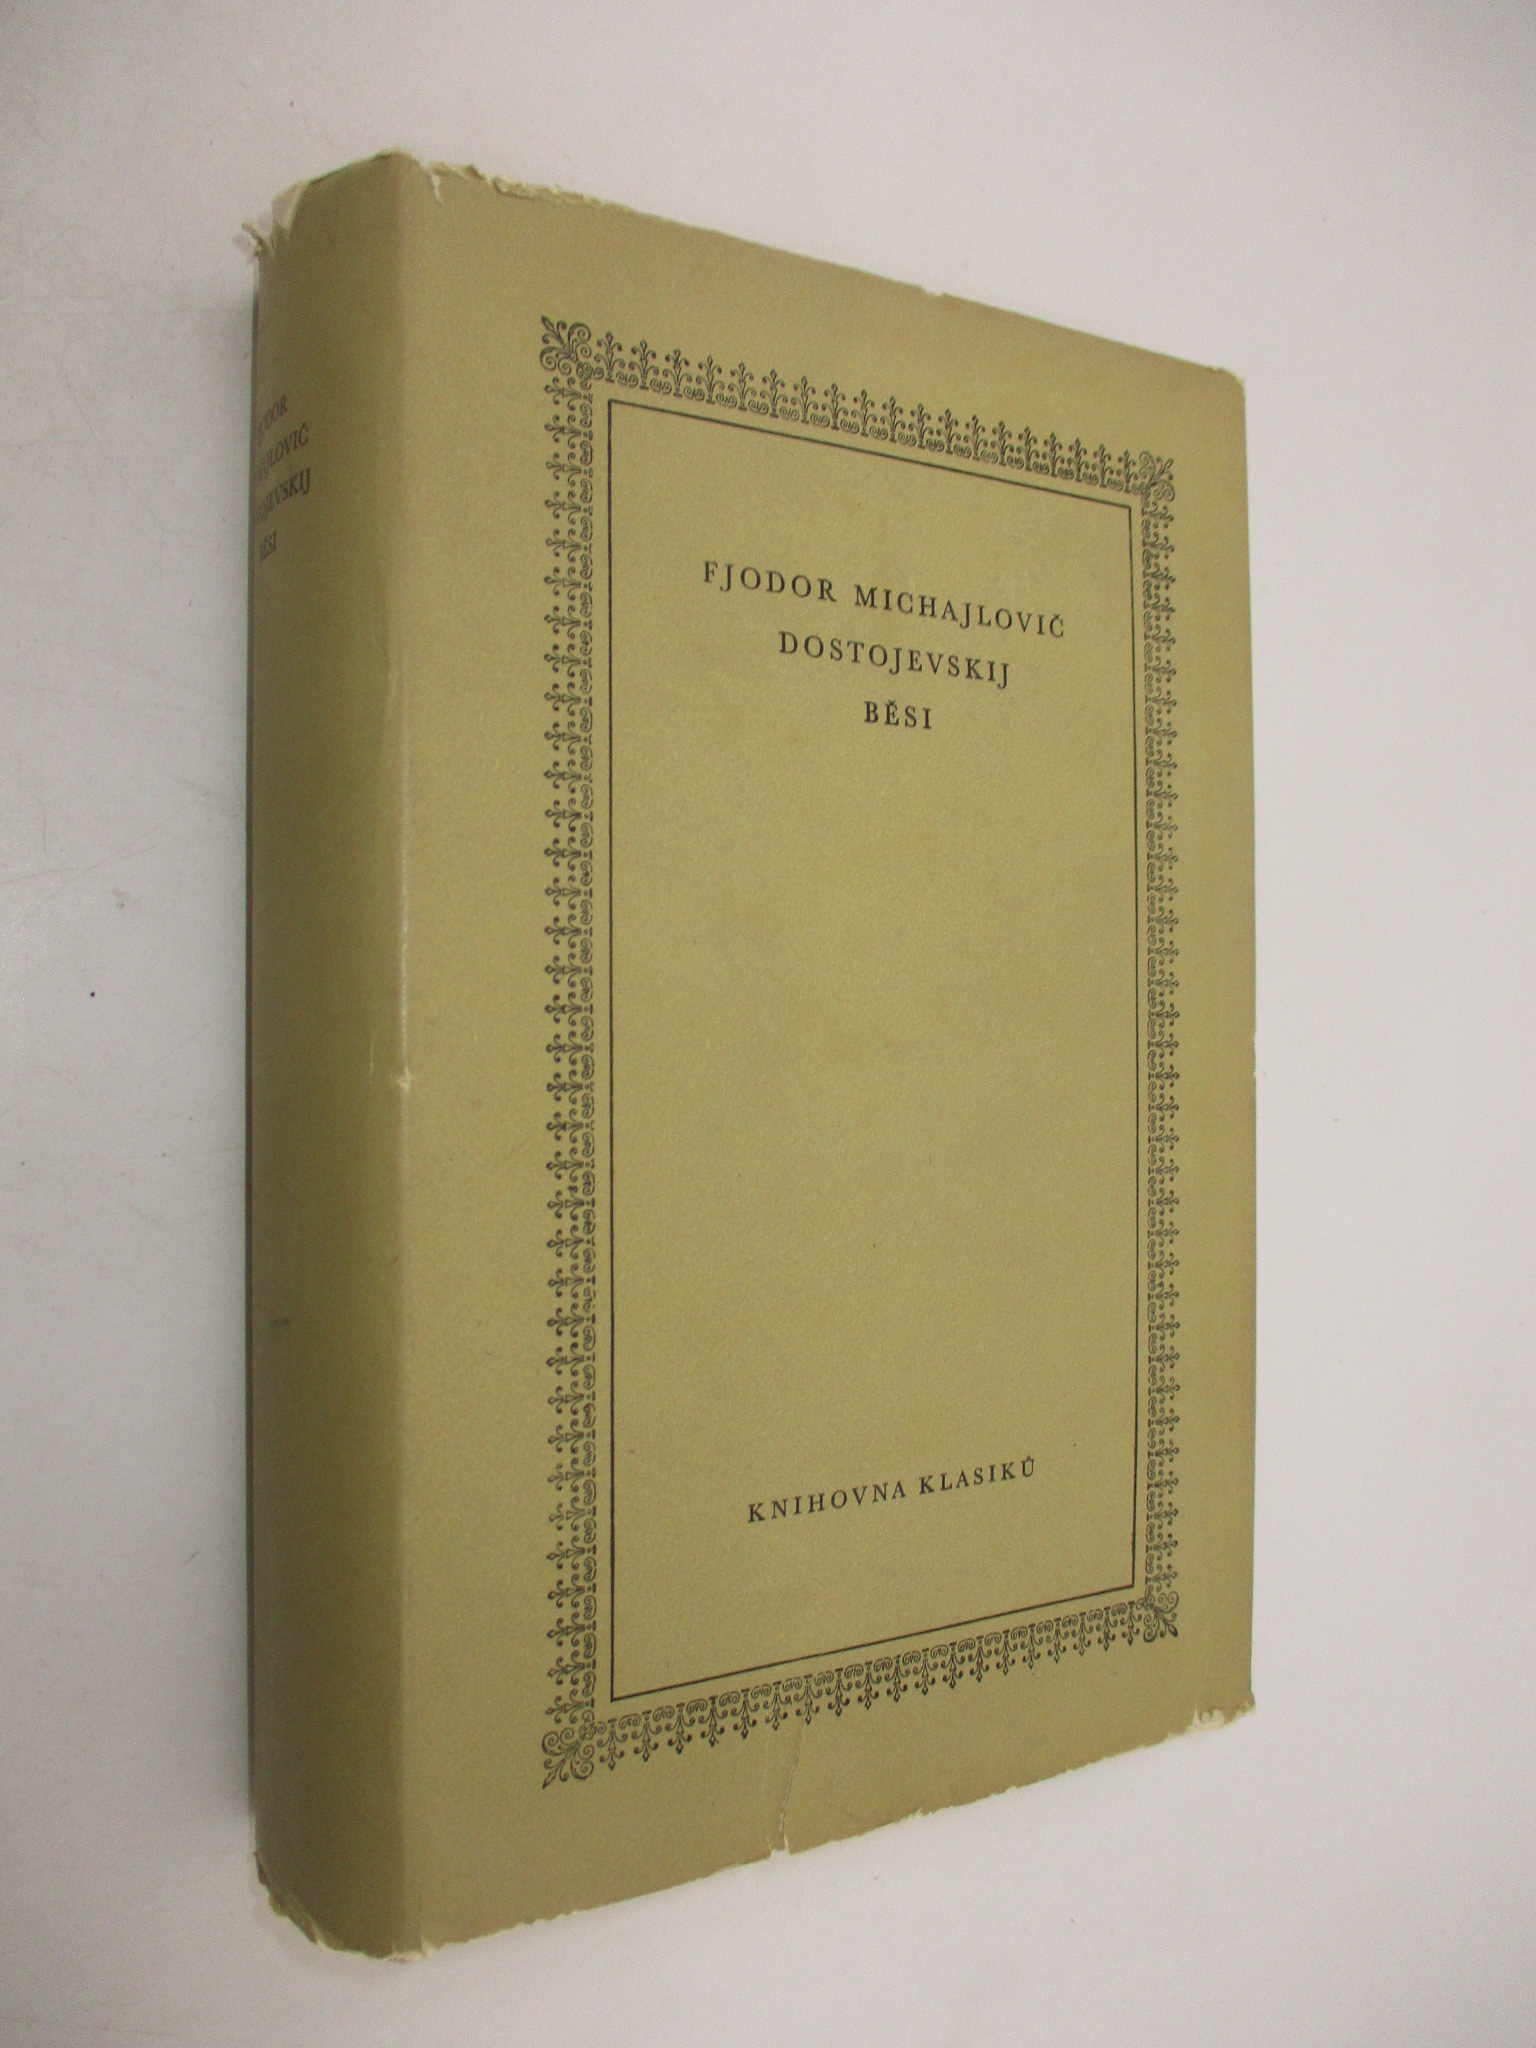 FJODOR MICHAJLOVIČ
DOSTOJEVSKIJ
BĚSI
KNIHOVNA KLASIKŮ